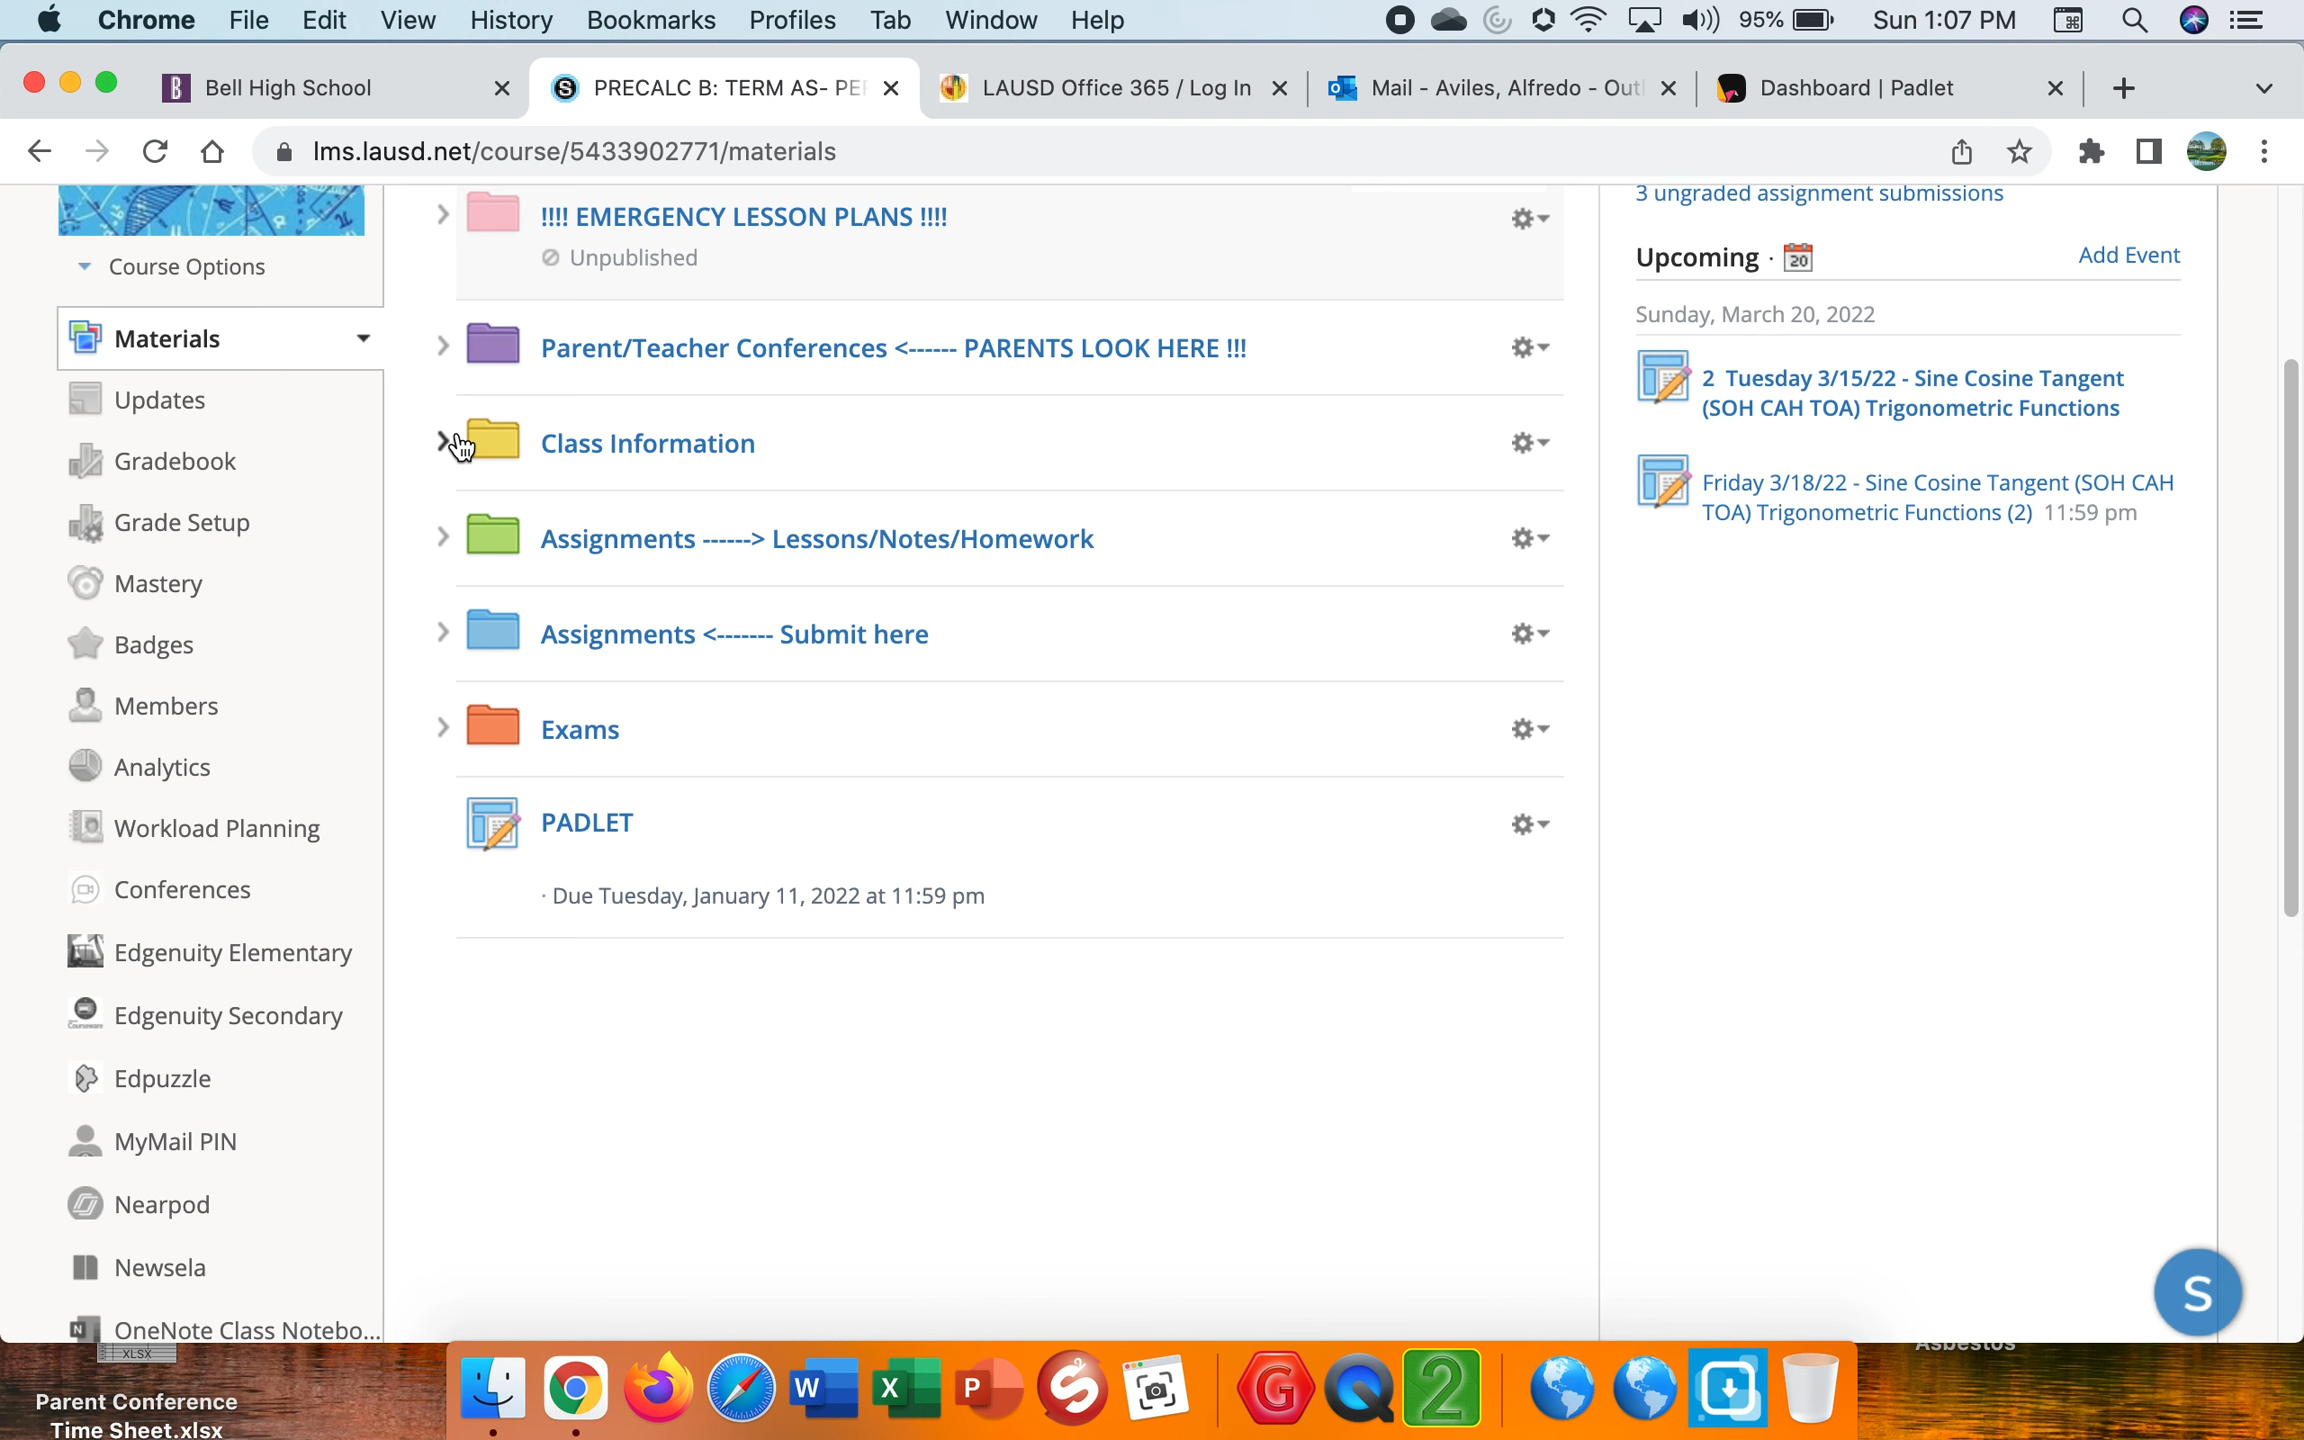 Chrome File Edit View History Bookmarks Profiles Tab Window Help 95% Sun 1:07 PM
Bell High School PRECALC B: TERM AS- PER LAUSD Office 365 / Log In Mail - Aviles, Alfredo - Outl Dashboard | Padlet
lms.lausd.net/course/5433902771/materials
Course Options
Materials
Updates
Gradebook
Grade Setup
Mastery
Badges
Members
Analytics
Workload Planning
Conferences
Edgenuity Elementary
Edgenuity Secondary
Edpuzzle
MyMail PIN
Nearpod
Newsela
OneNote Class Notebo...
!!!! EMERGENCY LESSON PLANS !!!!
Unpublished
Parent/Teacher Conferences <------ PARENTS LOOK HERE !!!
Class Information
Assignments ------> Lessons/Notes/Homework
Assignments <------- Submit here
Exams
PADLET
· Due Tuesday, January 11, 2022 at 11:59 pm
3 ungraded assignment submissions
Upcoming · 20 Add Event
Sunday, March 20, 2022
2 Tuesday 3/15/22 - Sine Cosine Tangent
(SOH CAH TOA) Trigonometric Functions
Friday 3/18/22 - Sine Cosine Tangent (SOH CAH
TOA) Trigonometric Functions (2) 11:59 pm
S
XLSX
Asbestos
Parent Conference
Time Sheet.xlsx
W X P S G Q 2